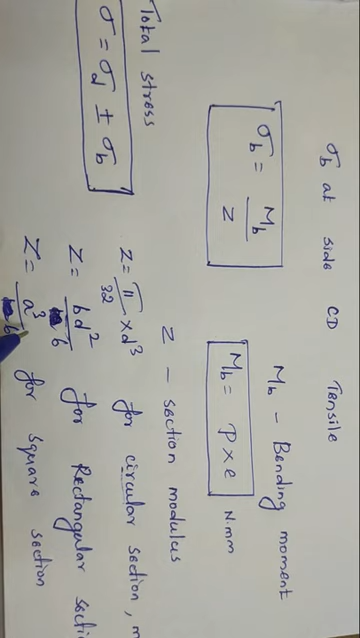 σb at side CD Tensile
σb = Mb / Z
Mb - Bending moment
Mb = P x e N.mm
Z - section modulus
Total stress
σ = σd ± σb
Z = π/32 x d³ for circular section, m
Z = bd²/6 for Rectangular secti
Z = a³/6 for square section